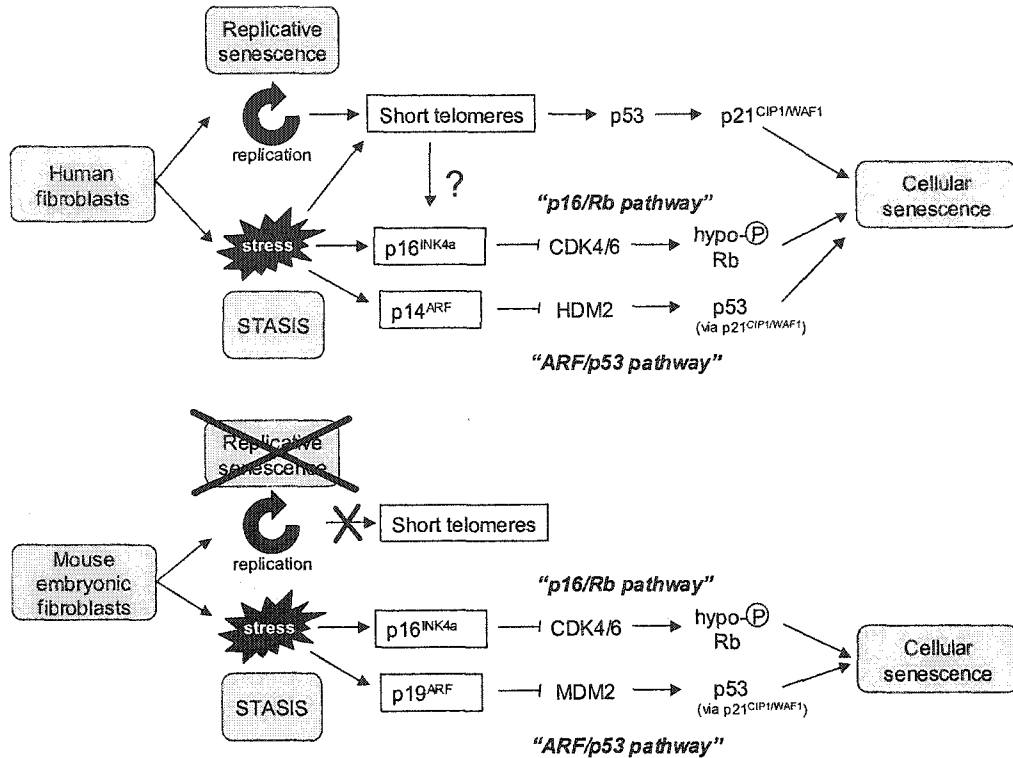 Replicative
senescence
replication
Short telomeres
p53
p21CIP1/WAF1
Human
fibroblasts
?
Cellular
senescence
"p16/Rb pathway"
stress
p16INK4a
CDK4/6
hypo-P
Rb
STASIS
p14ARF
HDM2
p53
(via p21CIP1/WAF1)
"ARF/p53 pathway"
Replicative
senescence
replication
Short telomeres
Mouse
embryonic
fibroblasts
"p16/Rb pathway"
stress
p16INK4a
CDK4/6
hypo-P
Rb
Cellular
senescence
STASIS
p19ARF
MDM2
p53
(via p21CIP1/WAF1)
"ARF/p53 pathway"